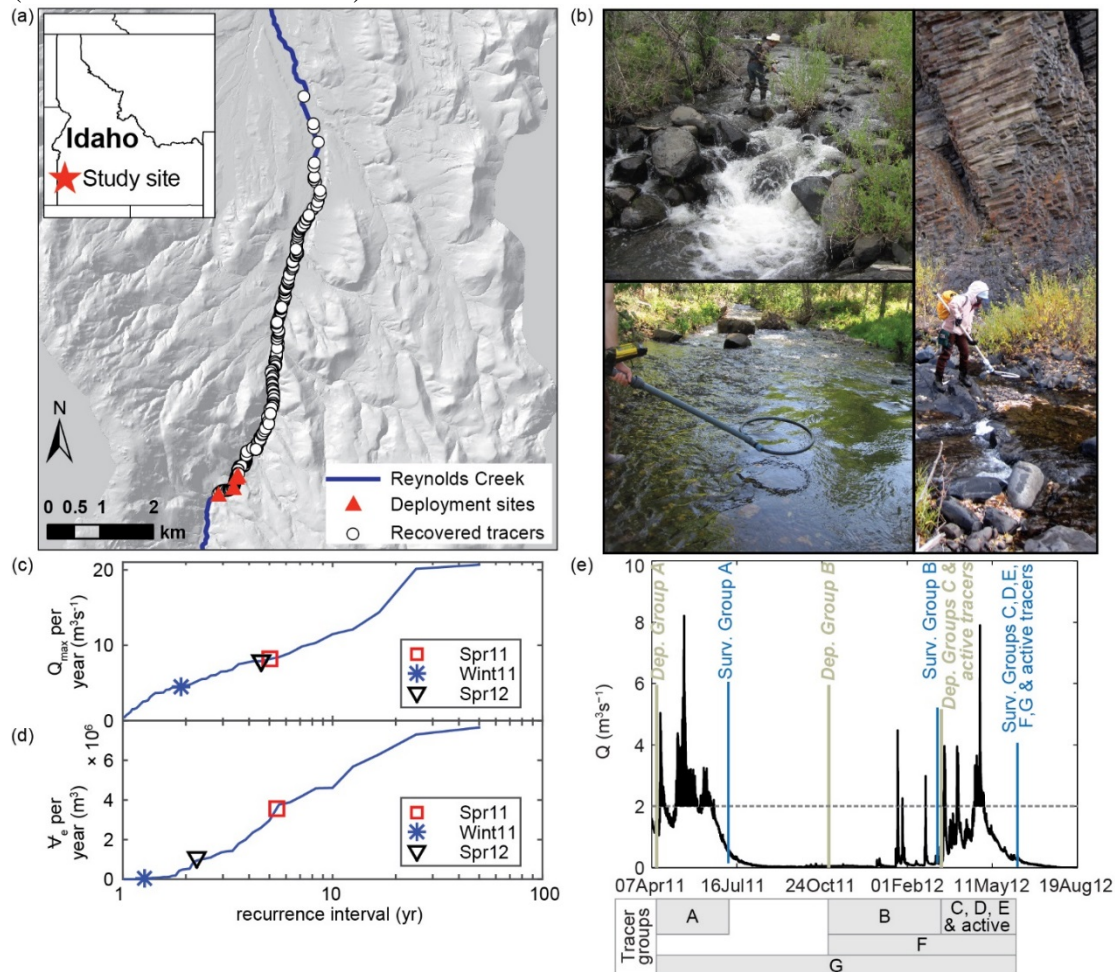 (a)
Idaho
Study site
N
0 0.5 1 2
km
Reynolds Creek
Deployment sites
Recovered tracers
(b)
(c)
20
10
0
Qmax per
year (m³s⁻¹)
Spr11
Wint11
Spr12
(d)
× 10⁶
6
4
2
0
∀e per
year (m³)
Spr11
Wint11
Spr12
1 10 100
recurrence interval (yr)
(e)
10
8
6
4
2
0
Q (m³s⁻¹)
Dep. Group A
Surv. Group A
Dep. Group B
Surv. Group B
Dep. Groups C &
active tracers
Surv. Groups C,D,E,
F,G & active tracers
07Apr11 16Jul11 24Oct11 01Feb12 11May12 19Aug12
Tracer
groups
A
B
C, D, E
& active
F
G